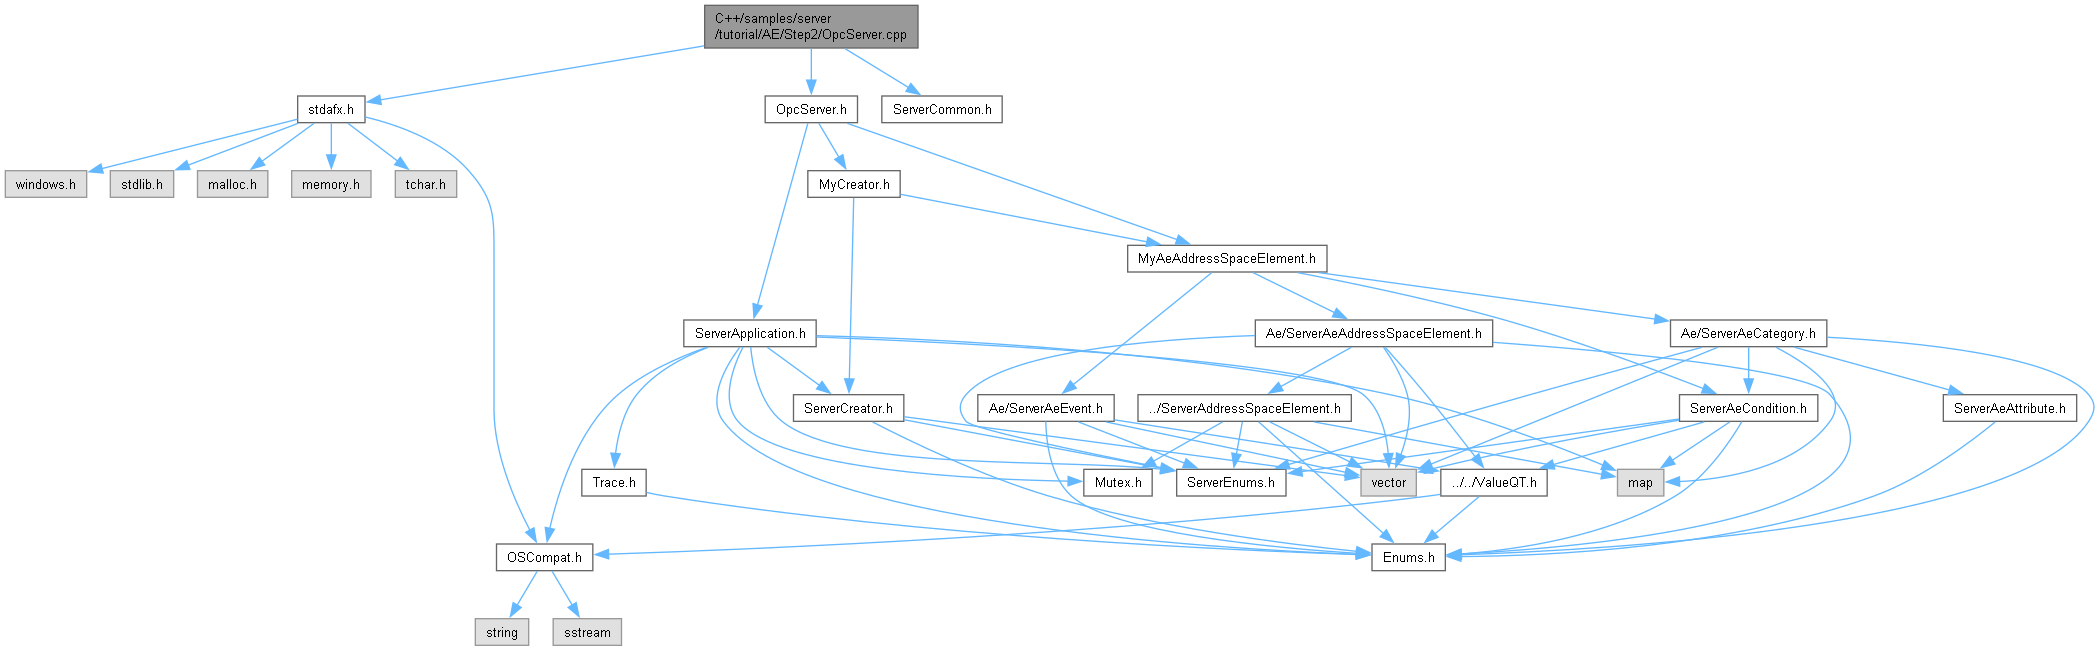 C++/samples/server
/tutorial/AE/Step2/OpcServer.cpp
stdafx.h
OpcServer.h
ServerCommon.h
windows.h
stdlib.h
malloc.h
memory.h
tchar.h
MyCreator.h
MyAeAddressSpaceElement.h
ServerApplication.h
Ae/ServerAeAddressSpaceElement.h
Ae/ServerAeCategory.h
ServerCreator.h
Ae/ServerAeEvent.h
../ServerAddressSpaceElement.h
ServerAeCondition.h
ServerAeAttribute.h
Trace.h
Mutex.h
ServerEnums.h
vector
../../ValueQT.h
map
OSCompat.h
Enums.h
string
sstream